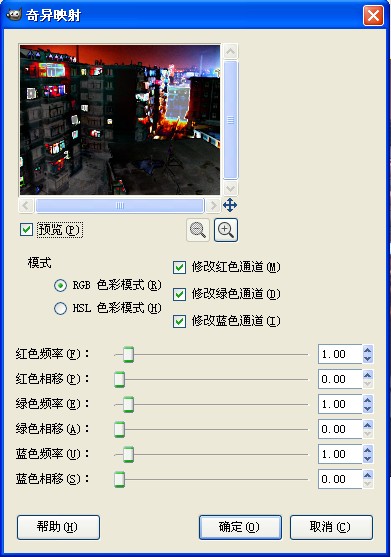 奇异映射
预览(P)
模式
RGB 色彩模式(R)
HSL 色彩模式(H)
修改红色通道(M)
修改绿色通道(D)
修改蓝色通道(I)
红色频率(F)： 1.00
红色相移(P)： 0.00
绿色频率(E)： 1.00
绿色相移(A)： 0.00
蓝色频率(U)： 1.00
蓝色相移(S)： 0.00
帮助(H) 确定(O) 取消(C)